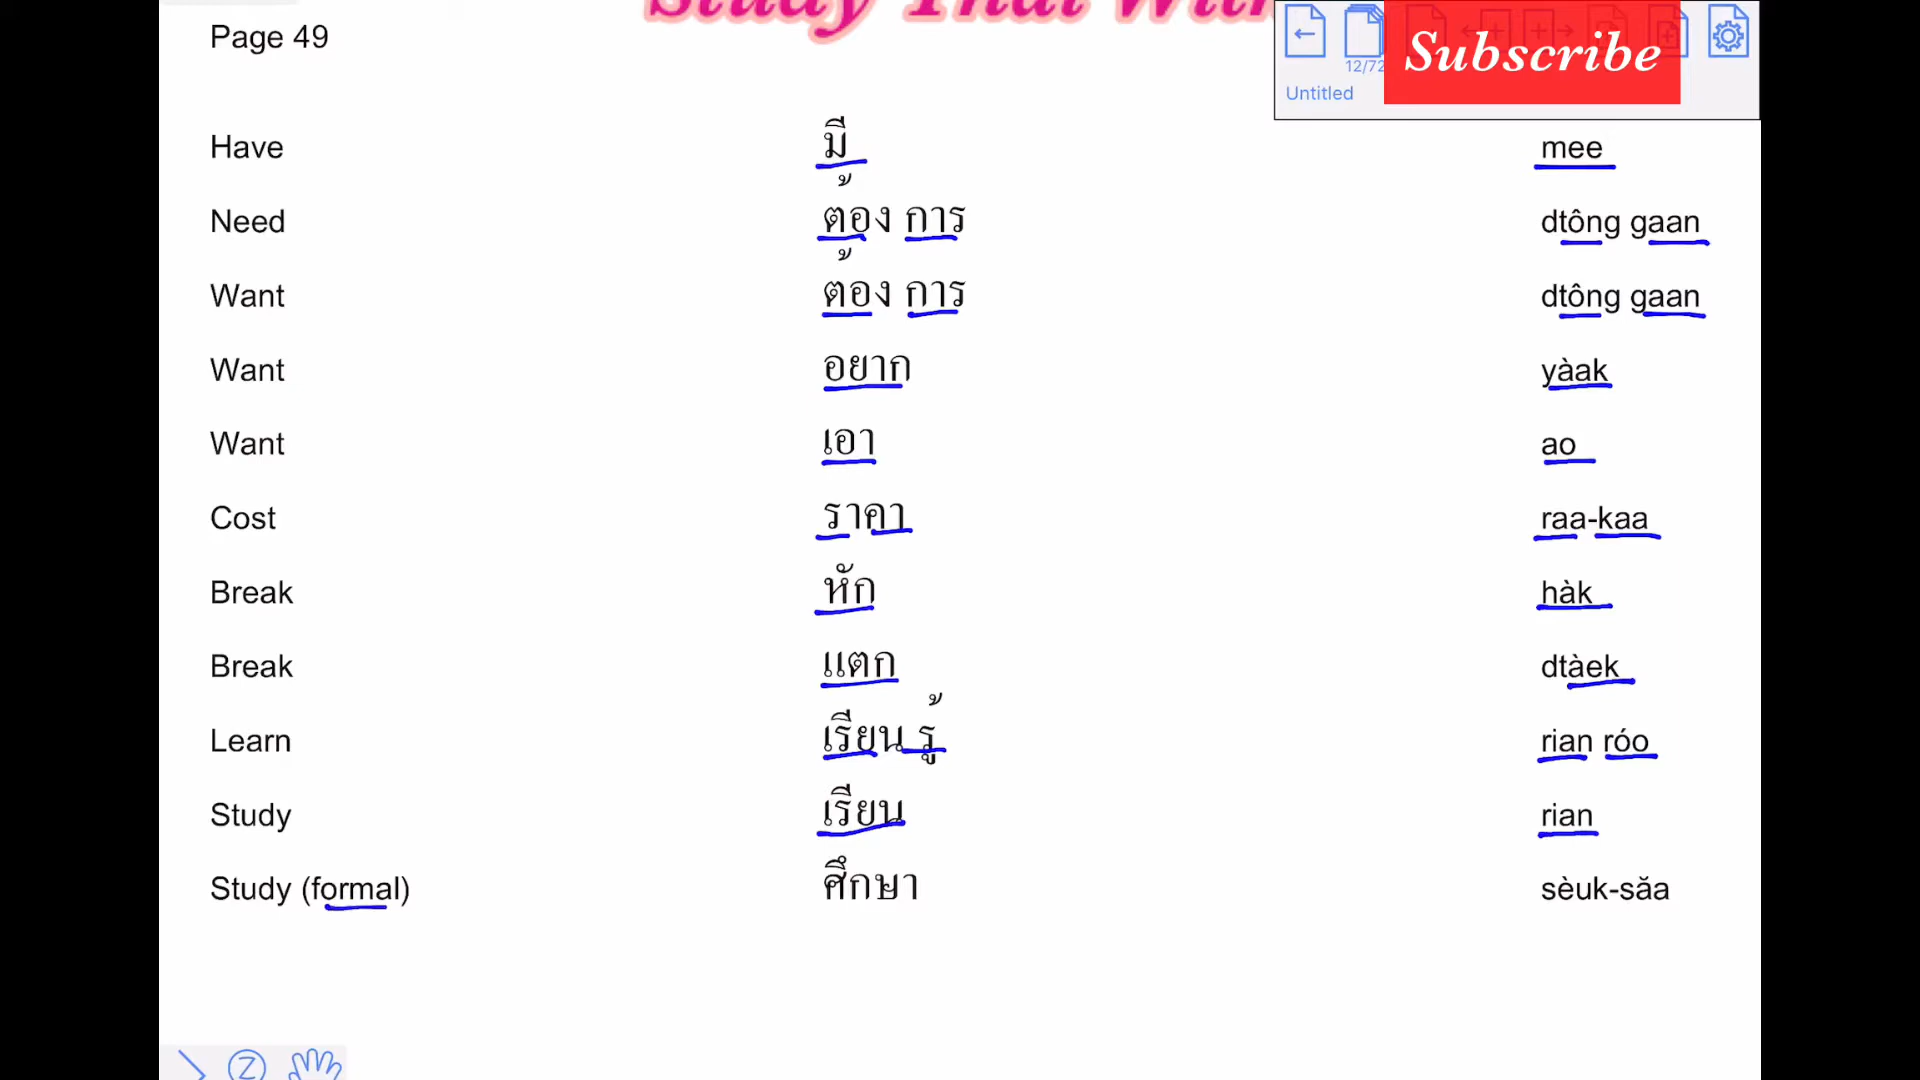 Study Thai With
Page 49
Subscribe
12/72
Untitled
Have มี mee
Need ต้อง การ dtông gaan
Want ต้อง การ dtông gaan
Want อยาก yàak
Want เอา ao
Cost ราคา raa-kaa
Break หัก hàk
Break แตก dtàek
Learn เรียน รู้ rian róo
Study เรียน rian
Study (formal) ศึกษา sèuk-săa